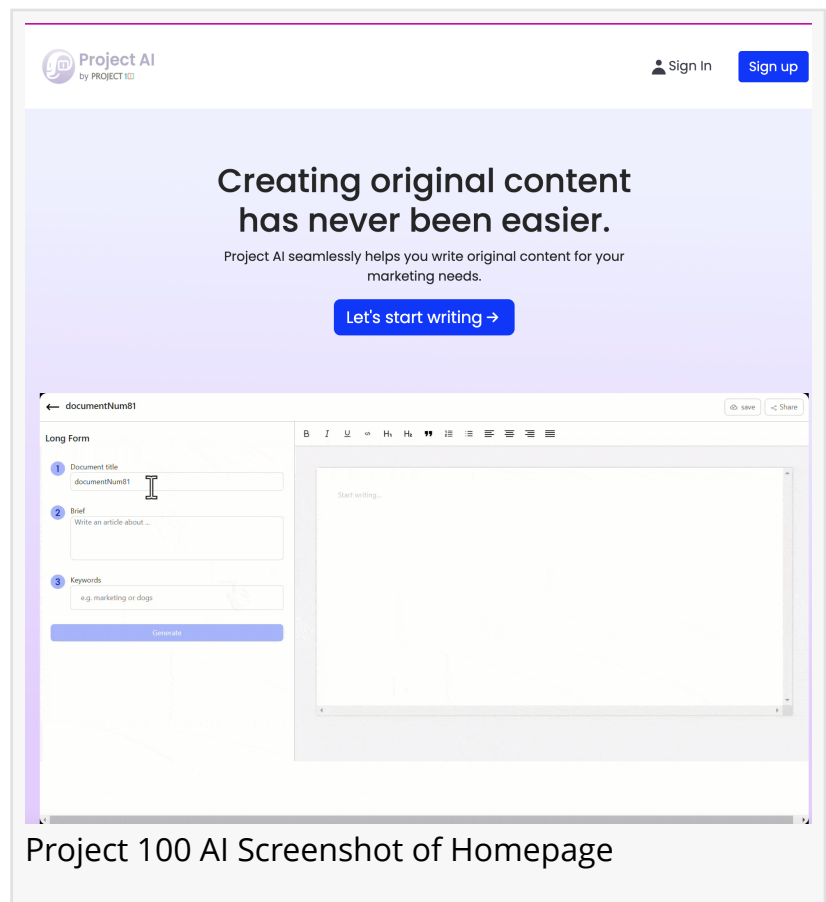 Project AI
by PROJECT 100
Sign In
Sign up
Creating original content
has never been easier.
Project AI seamlessly helps you write original content for your
marketing needs.
Let's start writing →
documentNum81
save
Share
Long Form
B I U H₁ H₂
1 Document title
documentNum81
Start writing...
2 Brief
Write an article about ...
3 Keywords
e.g. marketing or dogs
Generate
Project 100 AI Screenshot of Homepage